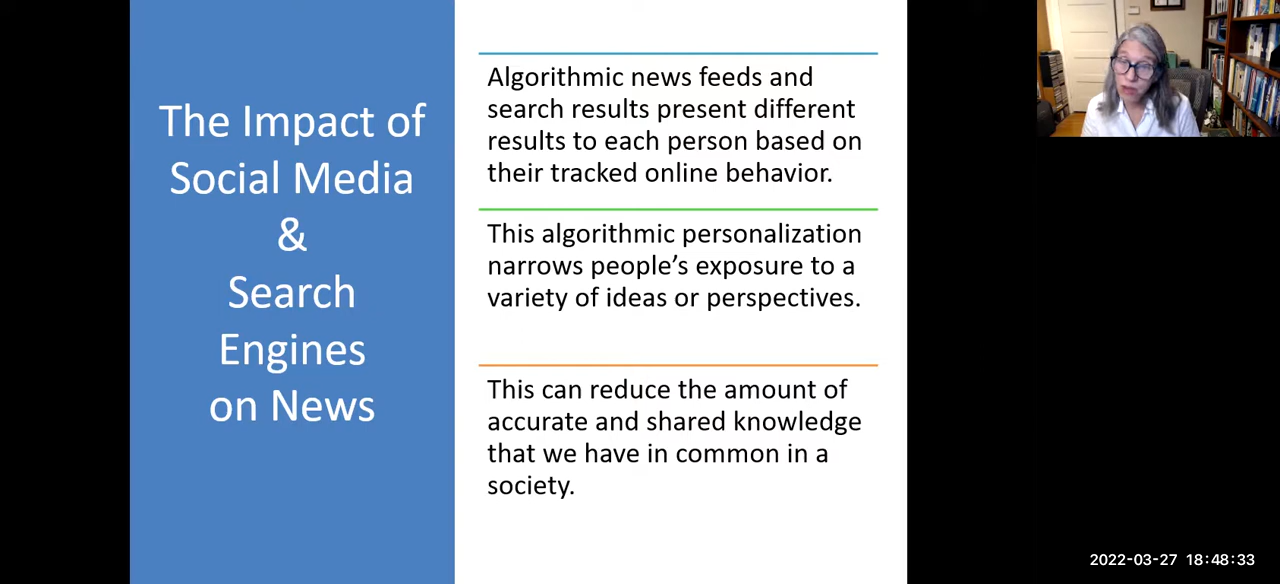 The Impact of
Social Media
&
Search
Engines
on News
Algorithmic news feeds and
search results present different
results to each person based on
their tracked online behavior.
This algorithmic personalization
narrows people’s exposure to a
variety of ideas or perspectives.
This can reduce the amount of
accurate and shared knowledge
that we have in common in a
society.
2022-03-27 18:48:33